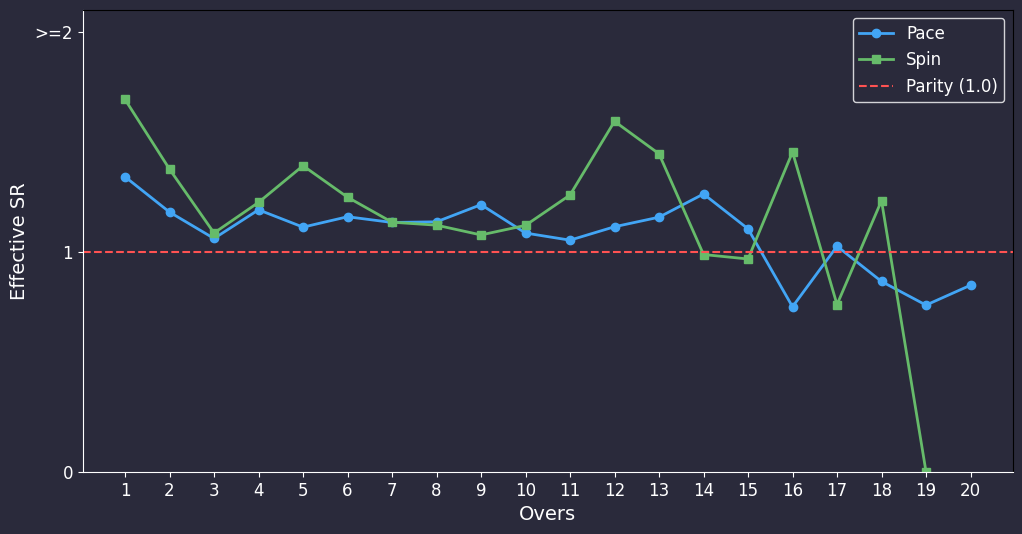 >=2
1
0
Effective SR
Pace
Spin
Parity (1.0)
1 2 3 4 5 6 7 8 9 10 11 12 13 14 15 16 17 18 19 20
Overs